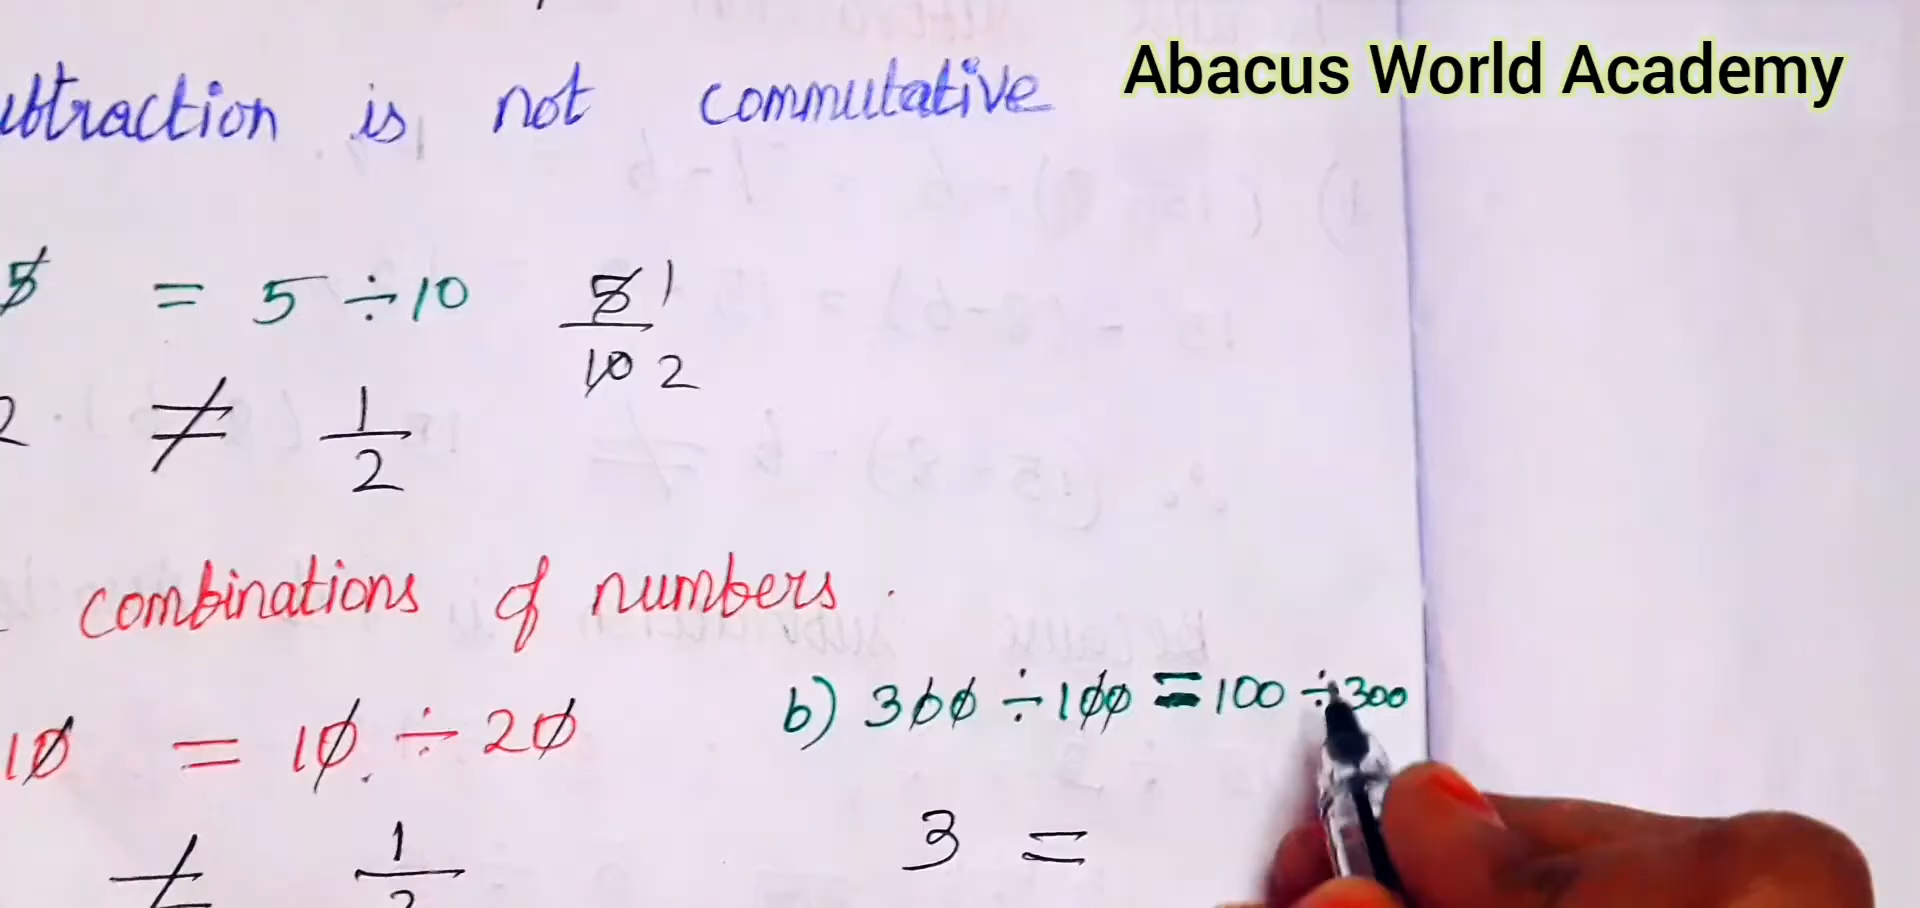 Abacus World Academy
ubtraction is not commutative
5 = 5 ÷ 10 5 1
10 2
2 ≠ 1
2
combinations of numbers.
10 = 10 ÷ 20
b) 300 ÷ 100 = 100 ÷ 300
≠ 1
3 =